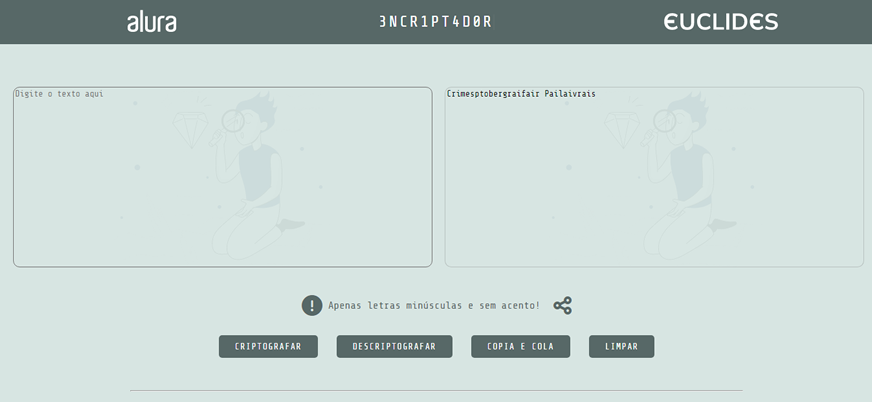 alura
3NCR1PT4D0R
EUCLIDES
Digite o texto aqui
Crimesptobergraifair Pailaivrais
Apenas letras minúsculas e sem acento!
CRIPTOGRAFAR
DESCRIPTOGRAFAR
COPIA E COLA
LIMPAR